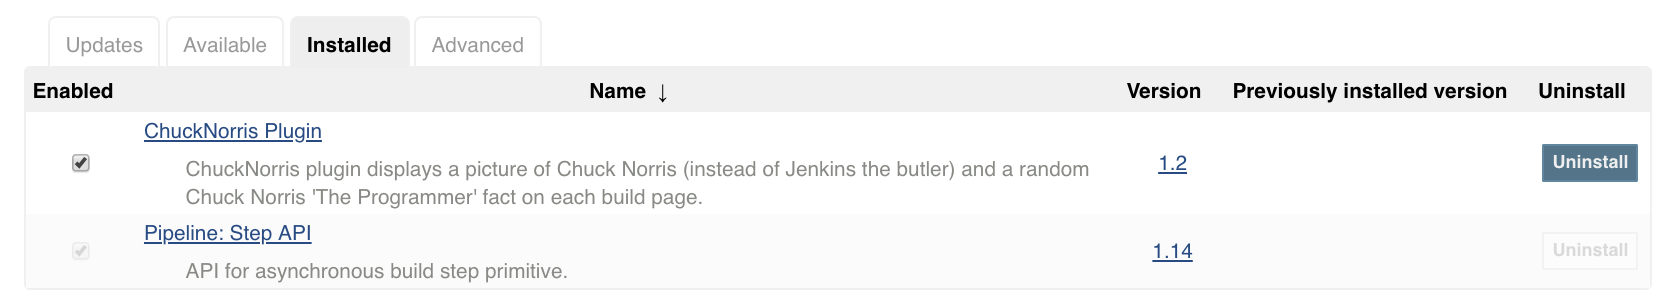 Updates Available Installed Advanced
Enabled Name ↓ Version Previously installed version Uninstall
ChuckNorris Plugin
ChuckNorris plugin displays a picture of Chuck Norris (instead of Jenkins the butler) and a random
Chuck Norris 'The Programmer' fact on each build page.
1.2
Uninstall
Pipeline: Step API
API for asynchronous build step primitive.
1.14
Uninstall